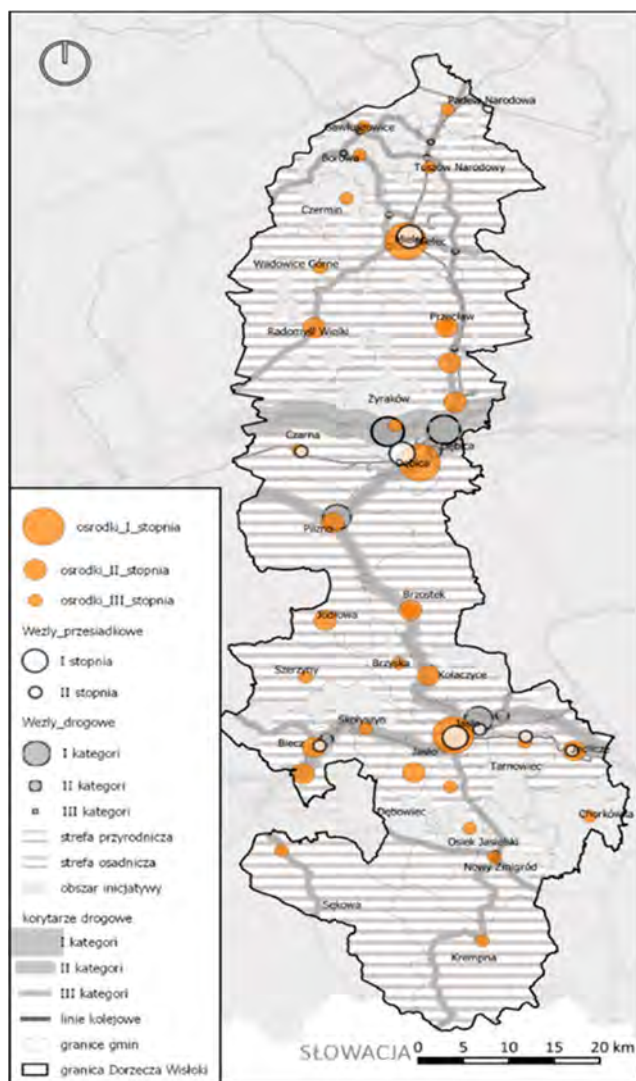 Padew Narodowa
Gawłuszowice
Borowa
Tuszów Narodowy
Czermin
Mielec
Mielec
Wadowice Górne
Przecław
Radomyśl Wielki
Żyraków
Czarna
Dębica
Dębica
Pilzno
Brzostek
Jodłowa
Brzyska
Szerzyny
Kołaczyce
Skołyszyn
Biecz
Jasło
Tarnowiec
Dębowiec
Chorkówka
Osiek Jasielski
Nowy Żmigród
Sękowa
Krempna
osrodki_I_stopnia
osrodki_II_stopnia
osrodki_III_stopnia
Wezly_przesiadkowe
I stopnia
II stopnia
Wezly_drogowe
I kategori
II kategori
III kategori
strefa przyrodnicza
strefa osadnicza
obszar inicjatywy
korytarze drogowe
I kategori
II kategori
III kategori
linie kolejowe
granice gmin
granica Dorzecza Wisłoki
SŁOWACJA
0 5 10 15 20 km